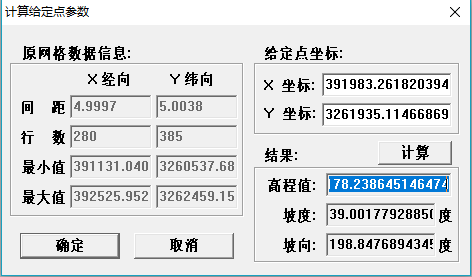 计算给定点参数
原网格数据信息:
X 经向 Y 纬向
间 距 4.9997 5.0038
行 数 280 385
最小值 391131.040 3260537.68
最大值 392525.952 3262459.15
确定 取消
给定点坐标:
X 坐标: 391983.261820394
Y 坐标: 3261935.11466869
结果: 计算
高程值: 78.238645146474
坡度: 39.00177928850 度
坡向: 198.8476894345 度